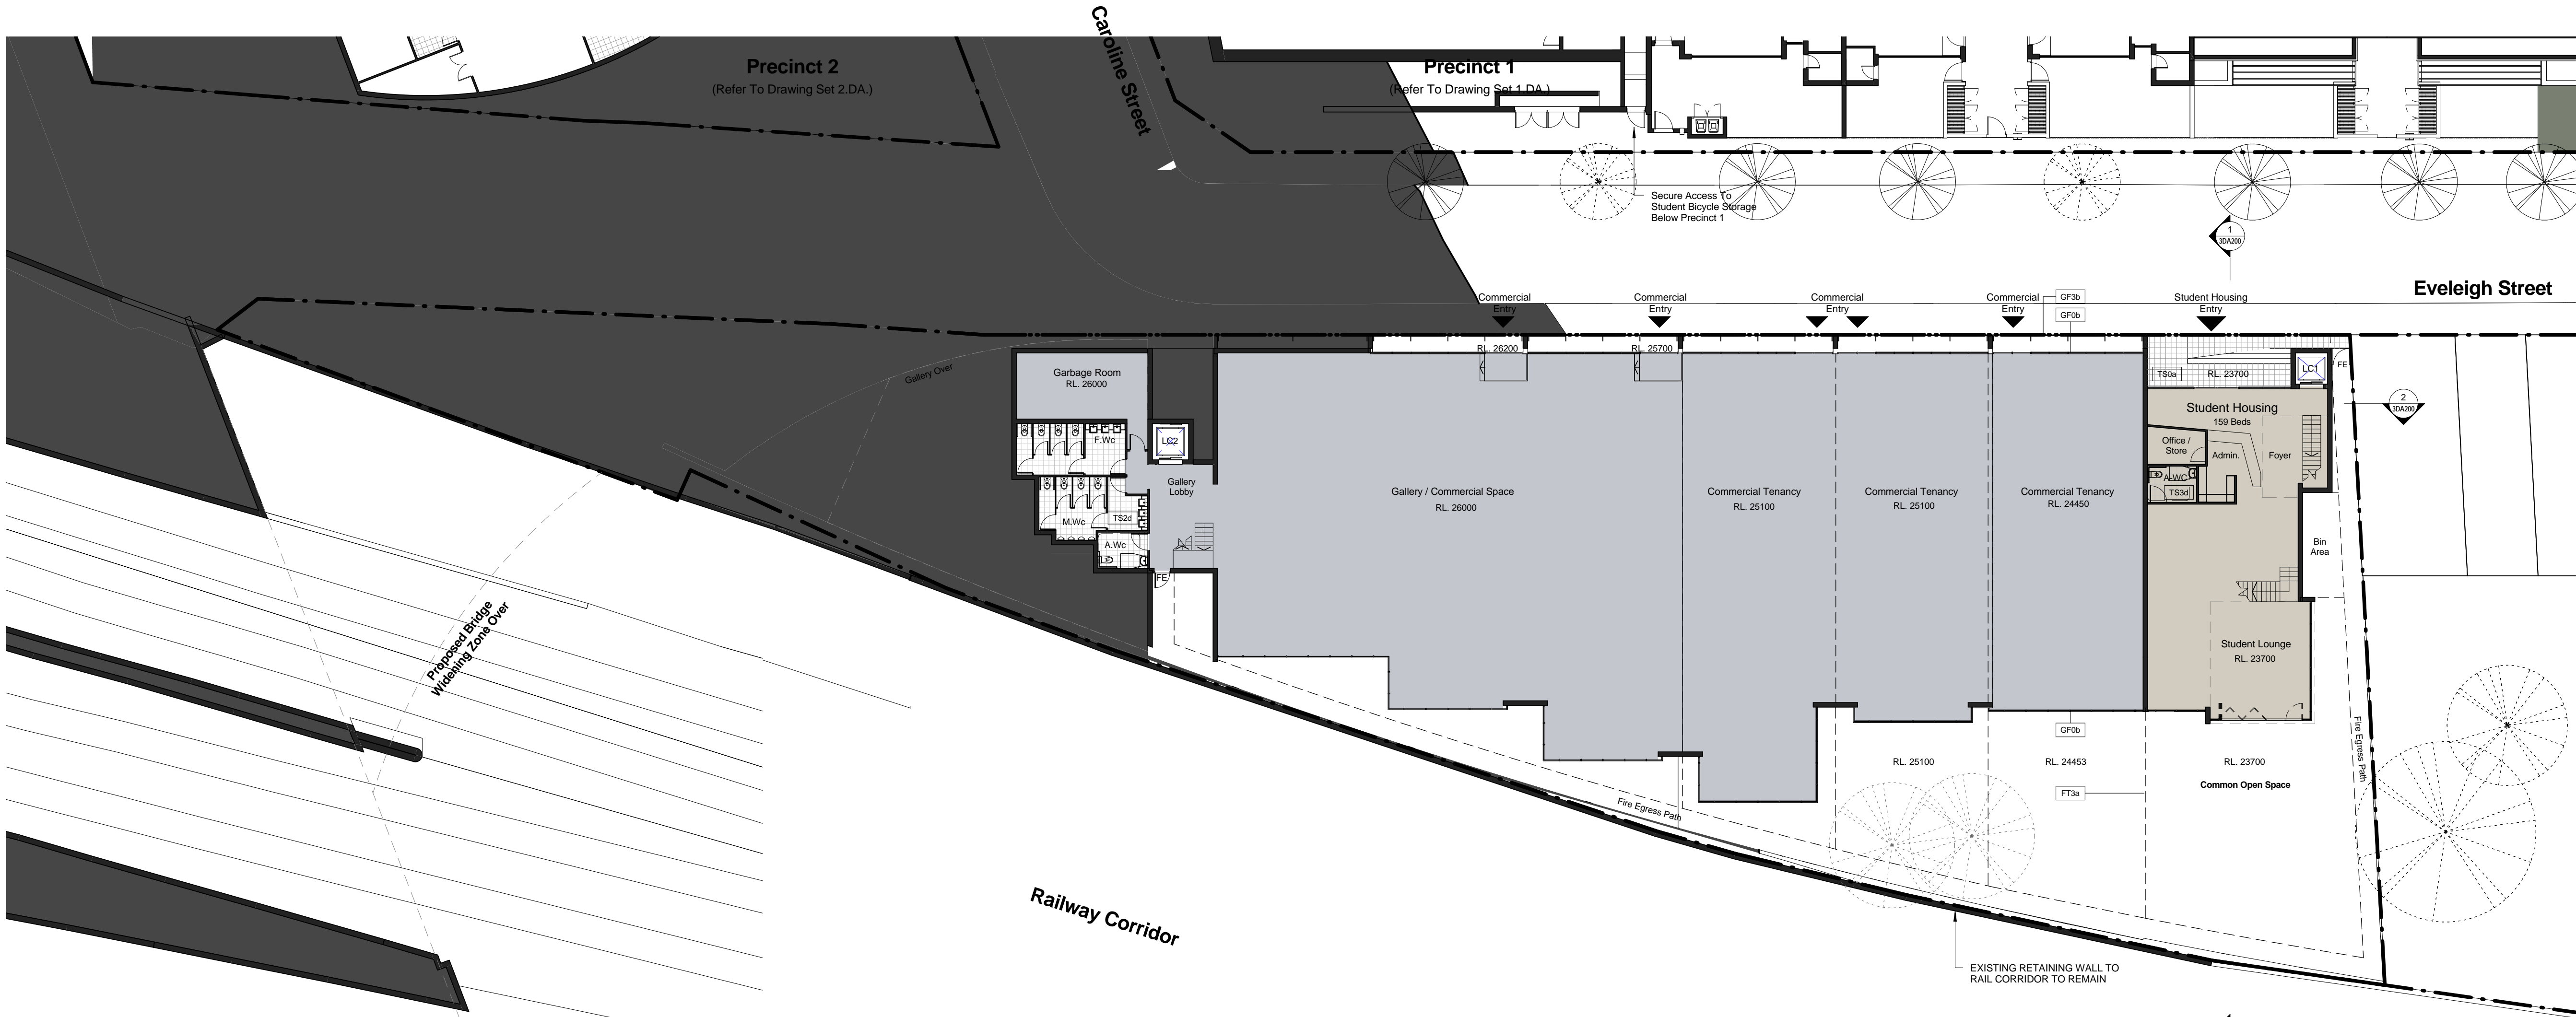 Caroline Street
Precinct 2
(Refer To Drawing Set 2.DA.)
Precinct 1
(Refer To Drawing Set 1.DA.)
Secure Access To
Student Bicycle Storage
Below Precinct 1
1
3DA200
Eveleigh Street
Commercial
Entry
Commercial
Entry
Commercial
Entry
Commercial
Entry
GF3b
GF0b
Student Housing
Entry
RL. 26200
RL. 25700
Gallery Over
Garbage Room
RL. 26000
TS0a
RL. 23700
LC1
FE
2
3DA200
Student Housing
159 Beds
F.Wc
LC2
Office /
Store
Admin.
Foyer
A.WC
TS3d
Gallery
Lobby
Gallery / Commercial Space
RL. 26000
Commercial Tenancy
RL. 25100
Commercial Tenancy
RL. 25100
Commercial Tenancy
RL. 24450
M.Wc
TS2d
A.Wc
FE
Bin
Area
Proposed Bridge
Widening Zone Over
Student Lounge
RL. 23700
GF0b
Fire Egress Path
RL. 25100
RL. 24453
RL. 23700
Common Open Space
FT3a
Fire Egress Path
Railway Corridor
EXISTING RETAINING WALL TO
RAIL CORRIDOR TO REMAIN